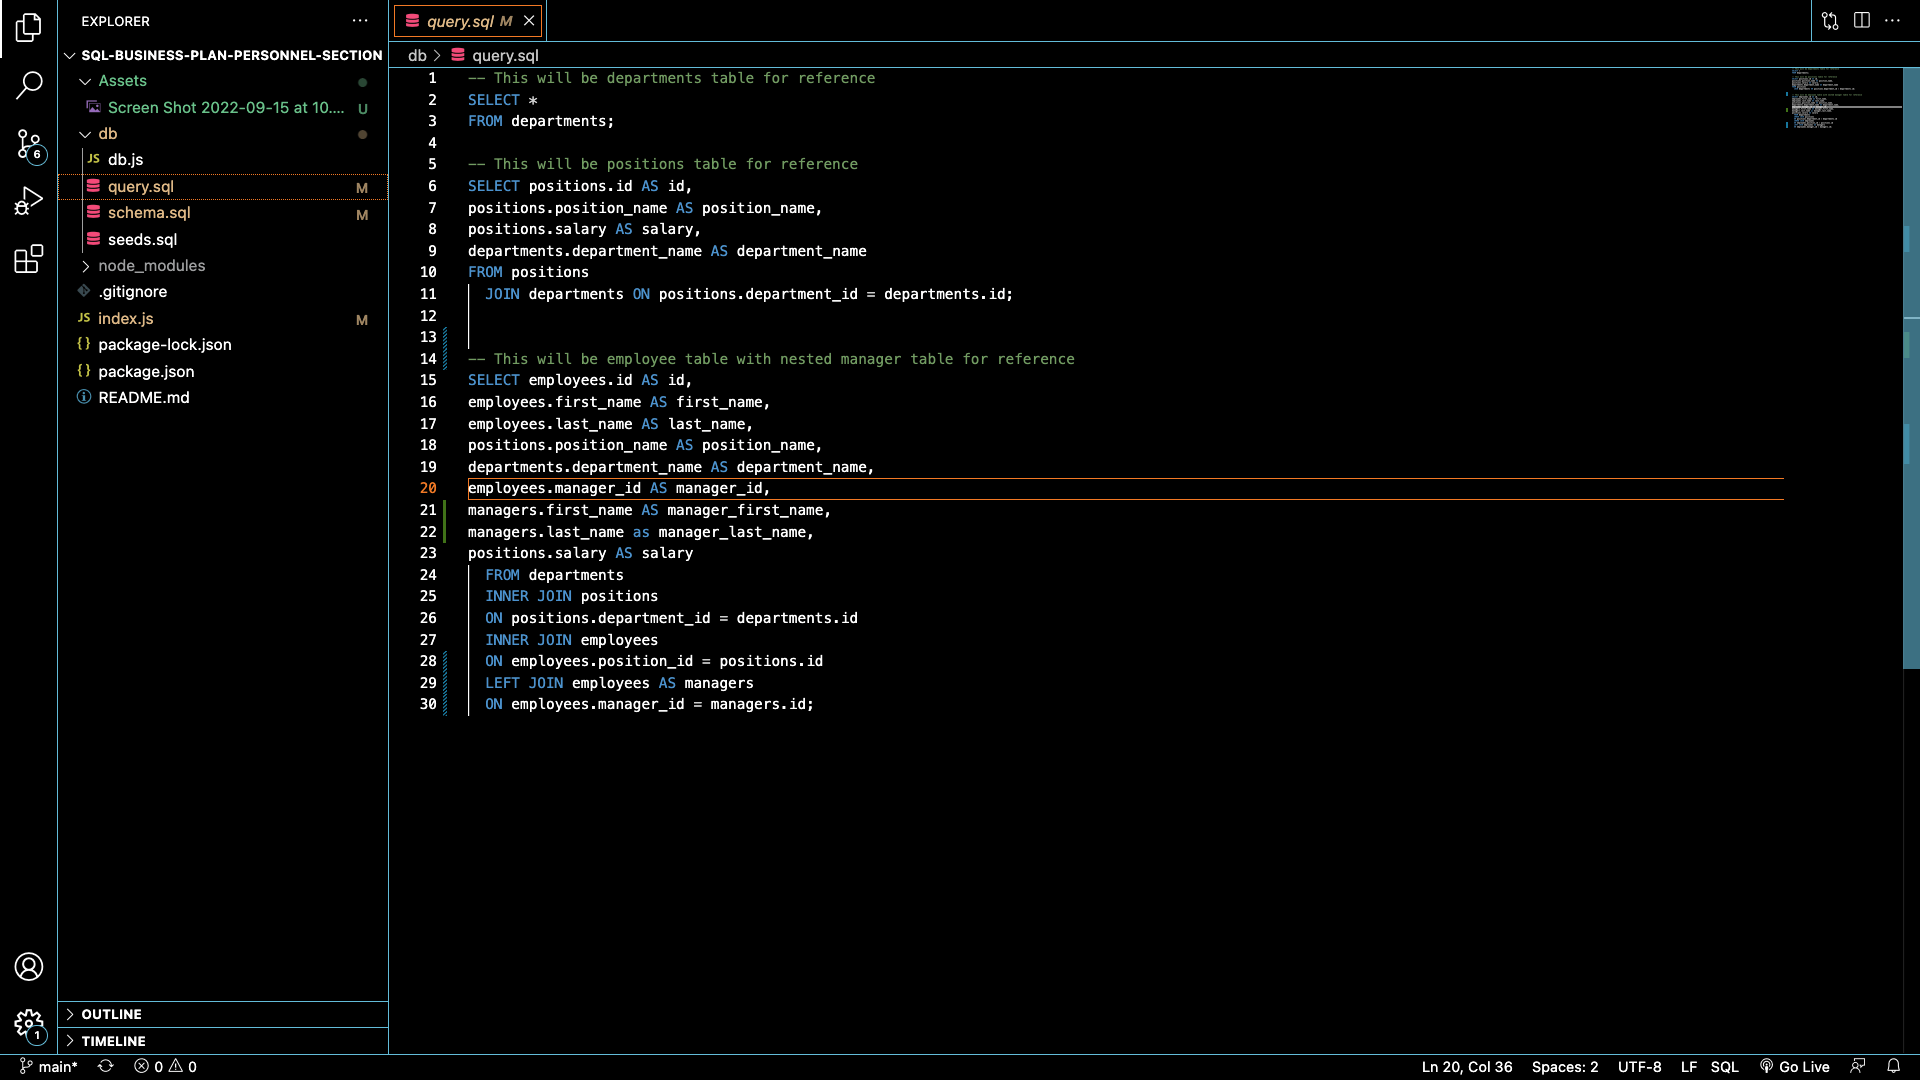 EXPLORER
SQL-BUSINESS-PLAN-PERSONNEL-SECTION
Assets
Screen Shot 2022-09-15 at 10.... U
db
JS db.js
query.sql M
schema.sql M
seeds.sql
node_modules
.gitignore
JS index.js M
{} package-lock.json
{} package.json
README.md
OUTLINE
TIMELINE
6
1
query.sql M
db > query.sql
1 -- This will be departments table for reference
2 SELECT *
3 FROM departments;
4
5 -- This will be positions table for reference
6 SELECT positions.id AS id,
7 positions.position_name AS position_name,
8 positions.salary AS salary,
9 departments.department_name AS department_name
10 FROM positions
11 JOIN departments ON positions.department_id = departments.id;
12
13
14 -- This will be employee table with nested manager table for reference
15 SELECT employees.id AS id,
16 employees.first_name AS first_name,
17 employees.last_name AS last_name,
18 positions.position_name AS position_name,
19 departments.department_name AS department_name,
20 employees.manager_id AS manager_id,
21 managers.first_name AS manager_first_name,
22 managers.last_name as manager_last_name,
23 positions.salary AS salary
24 FROM departments
25 INNER JOIN positions
26 ON positions.department_id = departments.id
27 INNER JOIN employees
28 ON employees.position_id = positions.id
29 LEFT JOIN employees AS managers
30 ON employees.manager_id = managers.id;
main* 0 0 Ln 20, Col 36 Spaces: 2 UTF-8 LF SQL Go Live